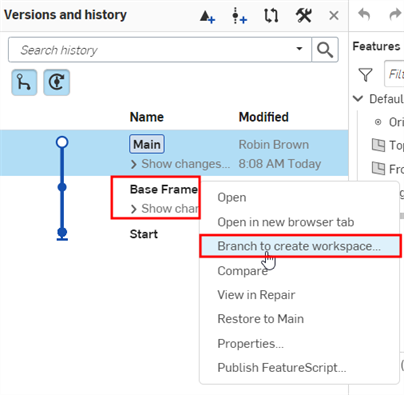 Versions and history
Features
Search history
Filt
Name Modified
Main Robin Brown
Show changes... 8:08 AM Today
Base Frame
Show chan
Start
Defaul
Ori
Top
Fro
Open
Open in new browser tab
Branch to create workspace...
Compare
View in Repair
Restore to Main
Properties...
Publish FeatureScript...